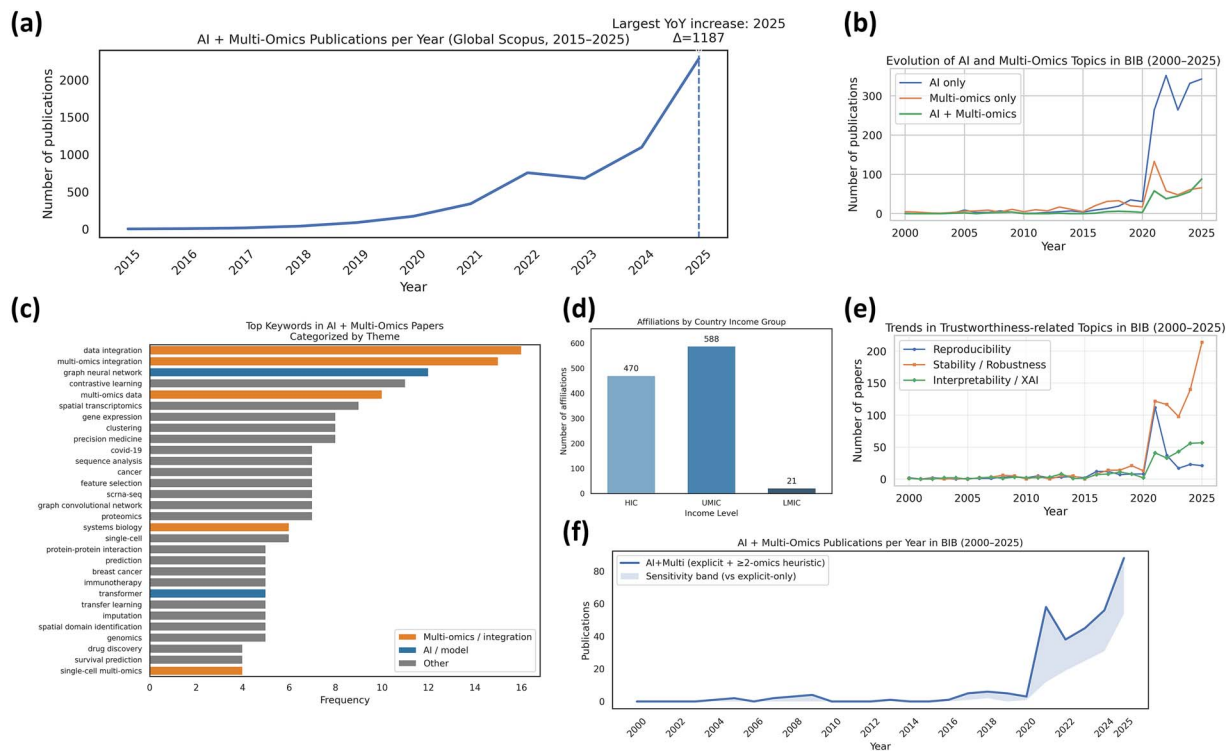 (a)
Largest YoY increase: 2025
Δ=1187
AI + Multi-Omics Publications per Year (Global Scopus, 2015–2025)
Number of publications
2000
1500
1000
500
0
2015
2016
2017
2018
2019
2020
2021
2022
2023
2024
2025
Year
(b)
Evolution of AI and Multi-Omics Topics in BIB (2000–2025)
AI only
Multi-omics only
AI + Multi-omics
Number of publications
300
200
100
0
2000
2005
2010
2015
2020
2025
Year
(c)
Top Keywords in AI + Multi-Omics Papers
Categorized by Theme
data integration
multi-omics integration
graph neural network
contrastive learning
multi-omics data
spatial transcriptomics
gene expression
clustering
precision medicine
covid-19
sequence analysis
cancer
feature selection
scrna-seq
graph convolutional network
proteomics
systems biology
single-cell
protein-protein interaction
prediction
breast cancer
immunotherapy
transformer
transfer learning
imputation
spatial domain identification
genomics
drug discovery
survival prediction
single-cell multi-omics
Multi-omics / integration
AI / model
Other
0
2
4
6
8
10
12
14
16
Frequency
(d)
Affiliations by Country Income Group
Number of affiliations
600
500
400
300
200
100
0
470
588
21
HIC
UMIC
LMIC
Income Level
(e)
Trends in Trustworthiness-related Topics in BIB (2000–2025)
Reproducibility
Stability / Robustness
Interpretability / XAI
Number of papers
200
150
100
50
0
2000
2005
2010
2015
2020
2025
Year
(f)
AI + Multi-Omics Publications per Year in BIB (2000–2025)
AI+Multi (explicit + ≥2-omics heuristic)
Sensitivity band (vs explicit-only)
Publications
80
60
40
20
0
2000
2002
2004
2006
2008
2010
2012
2014
2016
2018
2020
2022
2024
2025
Year